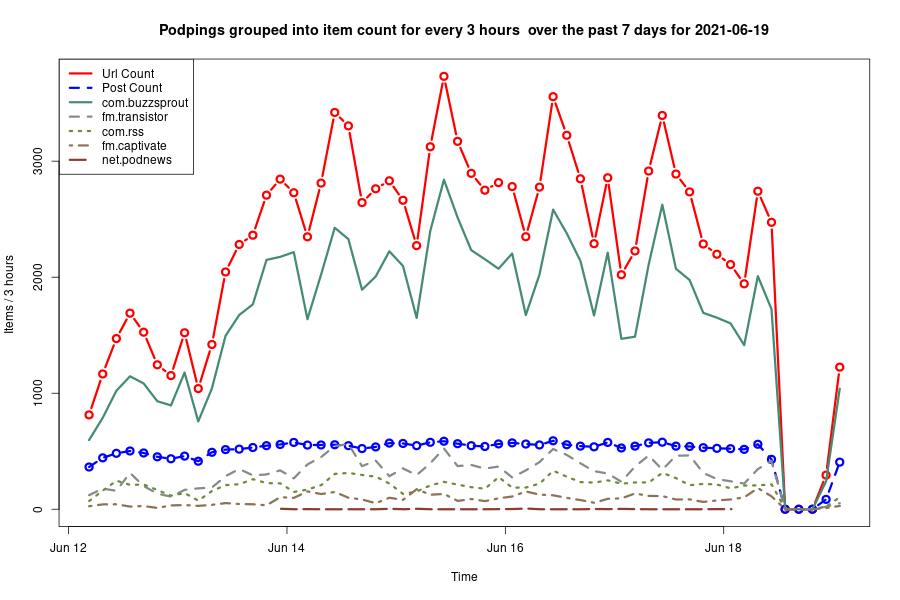 Podpings grouped into item count for every 3 hours  over the past 7 days for 2021-06-19
Url Count
Post Count
com.buzzsprout
fm.transistor
com.rss
fm.captivate
net.podnews
Items / 3 hours
3000
2000
1000
0
Jun 12
Jun 14
Jun 16
Jun 18
Time